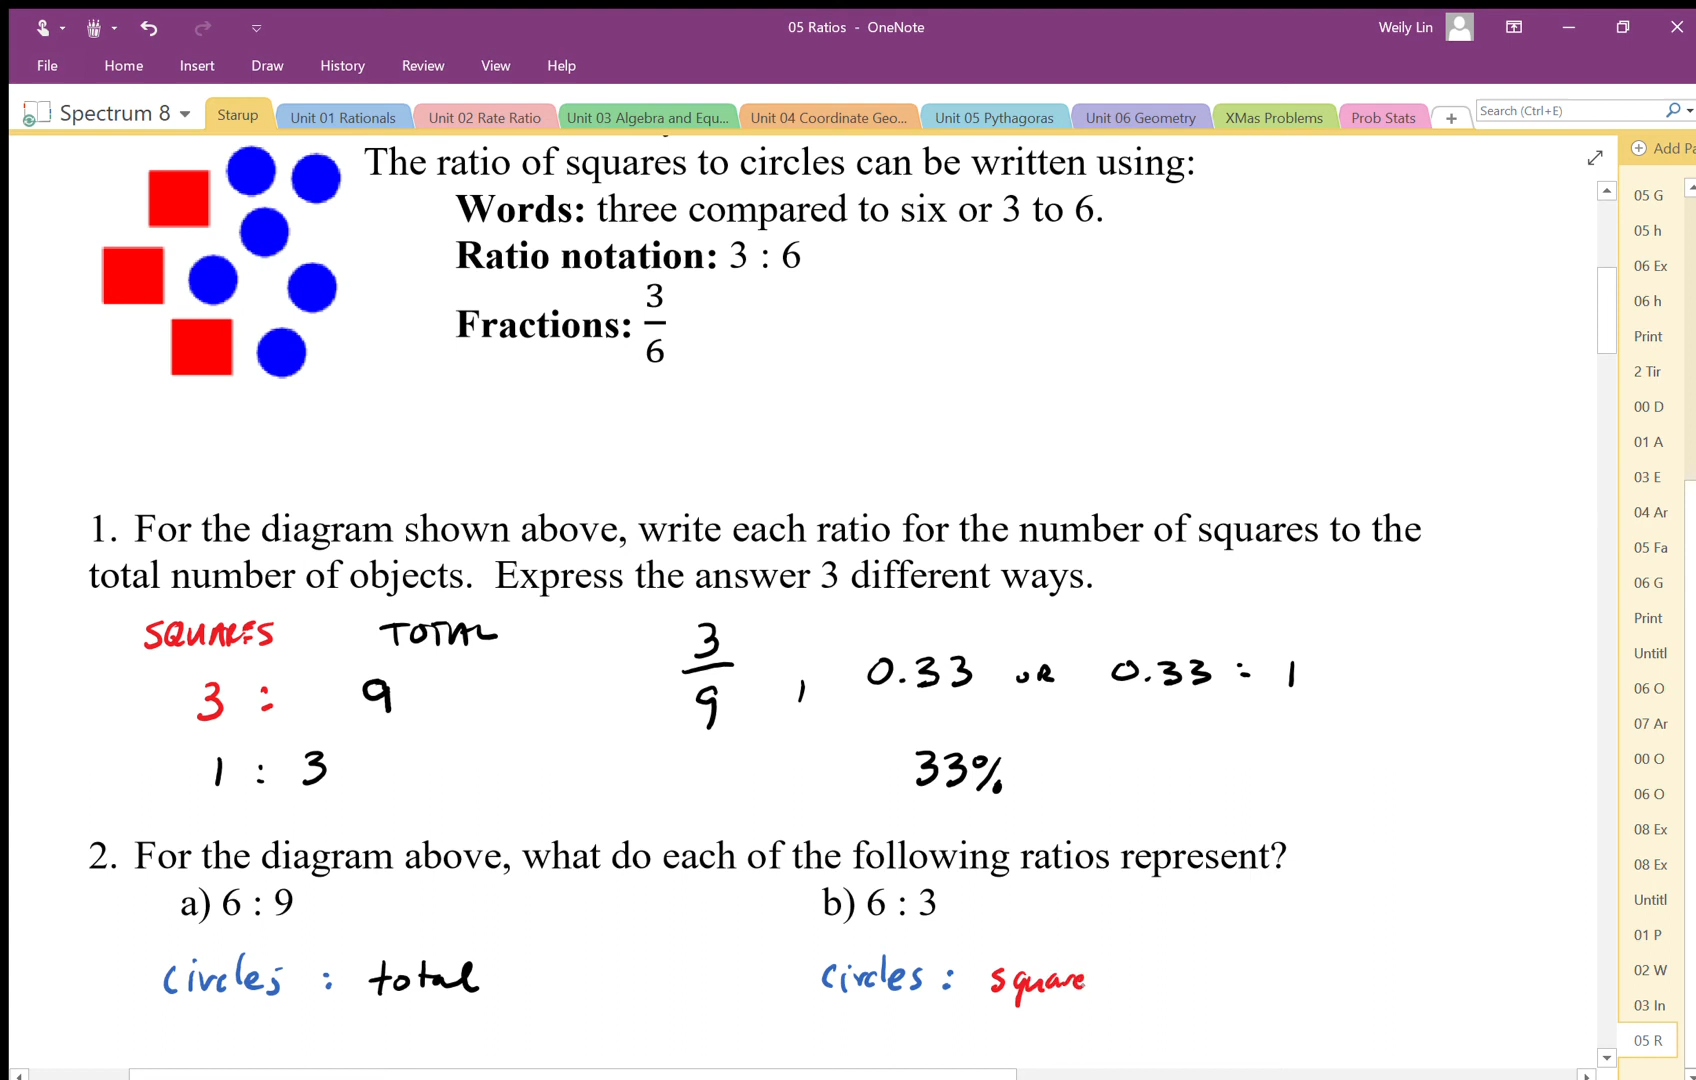 05 Ratios - OneNote
Weily Lin
File Home Insert Draw History Review View Help
Spectrum 8 Starup Unit 01 Rationals Unit 02 Rate Ratio Unit 03 Algebra and Equ... Unit 04 Coordinate Geo... Unit 05 Pythagoras Unit 06 Geometry XMas Problems Prob Stats + Search (Ctrl+E)
Add Pa
The ratio of squares to circles can be written using:
Words: three compared to six or 3 to 6.
Ratio notation: 3 : 6
Fractions: 3/6
1. For the diagram shown above, write each ratio for the number of squares to the
total number of objects. Express the answer 3 different ways.
SQUARES TOTAL
3 : 9 3/9 , 0.33 OR 0.33 : 1
1 : 3 33%
2. For the diagram above, what do each of the following ratios represent?
a) 6 : 9 b) 6 : 3
circles : total circles : square
05 G
05 h
06 Ex
06 h
Print
2 Tir
00 D
01 A
03 E
04 Ar
05 Fa
06 G
Print
Untitl
06 O
07 Ar
00 O
06 O
08 Ex
08 Ex
Untitl
01 P
02 W
03 In
05 R